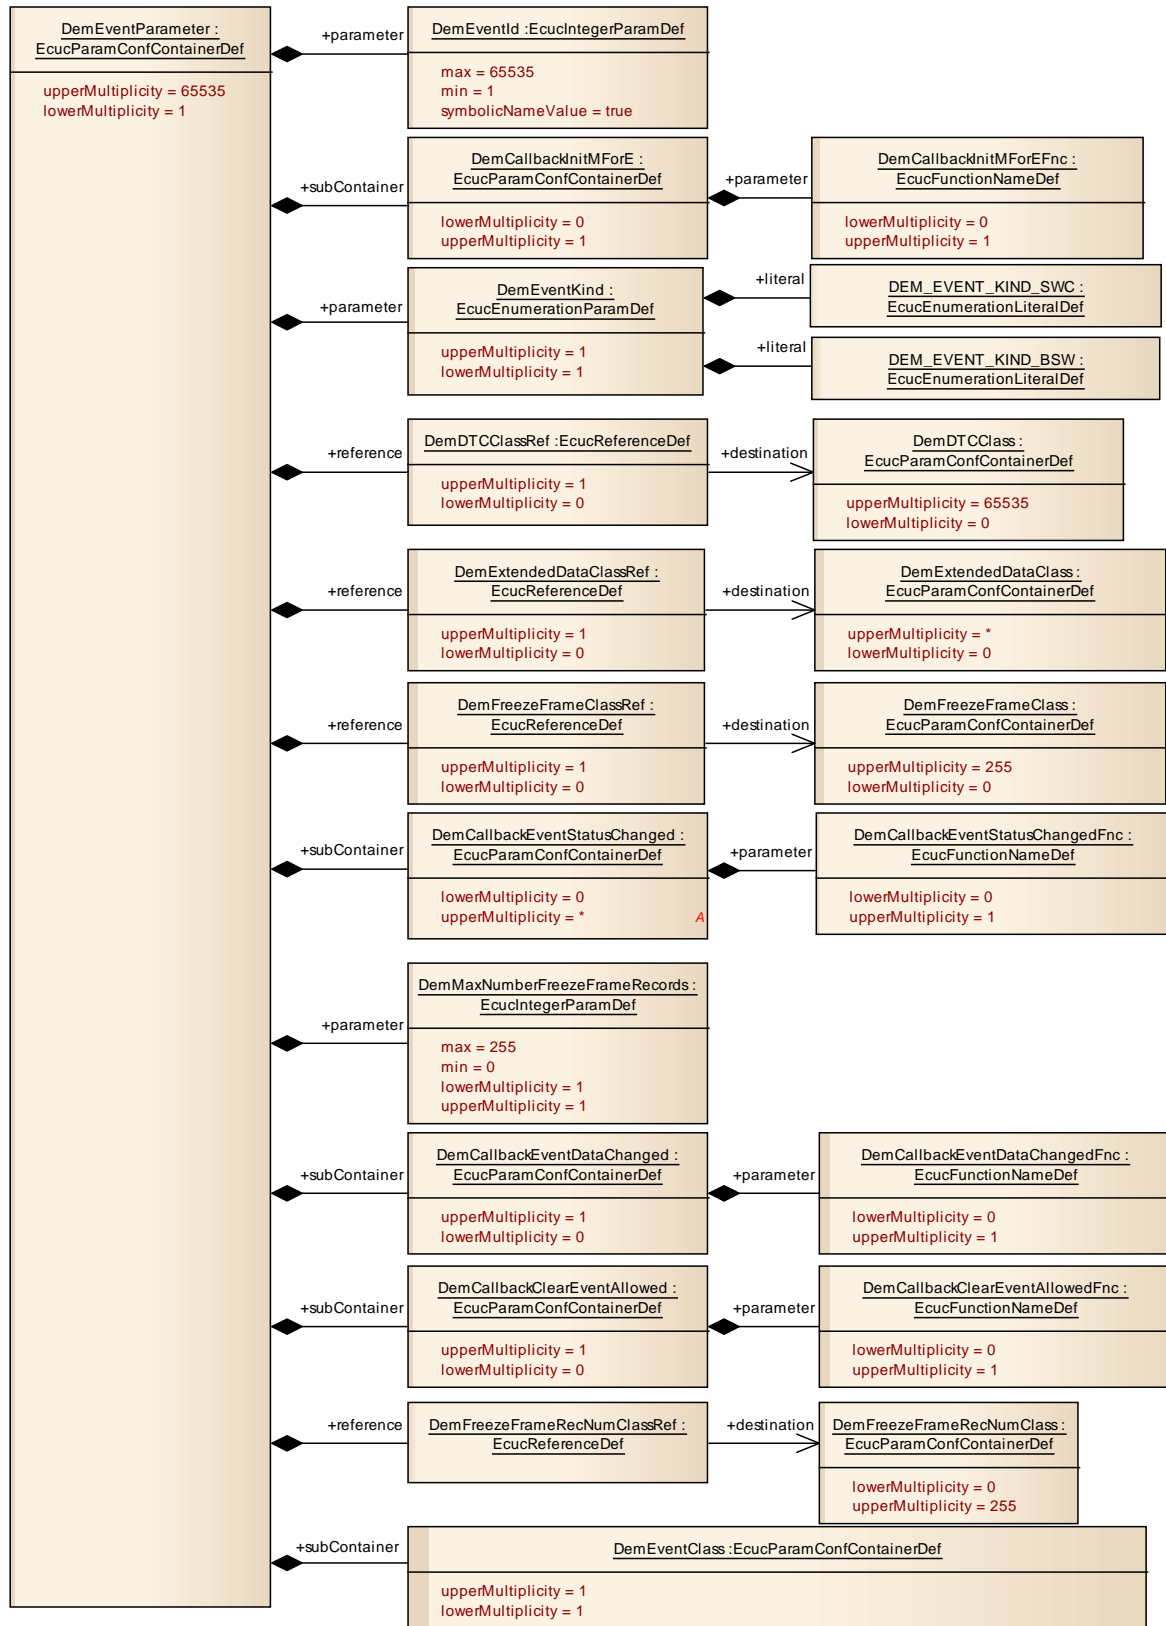 DemEventParameter :
EcucParamConfContainerDef
upperMultiplicity = 65535
lowerMultiplicity = 1
+parameter
DemEventId :EcucIntegerParamDef
max = 65535
min = 1
symbolicNameValue = true
+subContainer
DemCallbackInitMForE :
EcucParamConfContainerDef
lowerMultiplicity = 0
upperMultiplicity = 1
+parameter
DemCallbackInitMForEFnc :
EcucFunctionNameDef
lowerMultiplicity = 0
upperMultiplicity = 1
+parameter
DemEventKind :
EcucEnumerationParamDef
upperMultiplicity = 1
lowerMultiplicity = 1
+literal
DEM_EVENT_KIND_SWC :
EcucEnumerationLiteralDef
+literal
DEM_EVENT_KIND_BSW :
EcucEnumerationLiteralDef
+reference
DemDTCClassRef :EcucReferenceDef
upperMultiplicity = 1
lowerMultiplicity = 0
+destination
DemDTCClass :
EcucParamConfContainerDef
upperMultiplicity = 65535
lowerMultiplicity = 0
+reference
DemExtendedDataClassRef :
EcucReferenceDef
upperMultiplicity = 1
lowerMultiplicity = 0
+destination
DemExtendedDataClass :
EcucParamConfContainerDef
upperMultiplicity = *
lowerMultiplicity = 0
+reference
DemFreezeFrameClassRef :
EcucReferenceDef
upperMultiplicity = 1
lowerMultiplicity = 0
+destination
DemFreezeFrameClass :
EcucParamConfContainerDef
upperMultiplicity = 255
lowerMultiplicity = 0
+subContainer
DemCallbackEventStatusChanged :
EcucParamConfContainerDef
lowerMultiplicity = 0
upperMultiplicity = *
A
+parameter
DemCallbackEventStatusChangedFnc :
EcucFunctionNameDef
lowerMultiplicity = 0
upperMultiplicity = 1
+parameter
DemMaxNumberFreezeFrameRecords :
EcucIntegerParamDef
max = 255
min = 0
lowerMultiplicity = 1
upperMultiplicity = 1
+subContainer
DemCallbackEventDataChanged :
EcucParamConfContainerDef
upperMultiplicity = 1
lowerMultiplicity = 0
+parameter
DemCallbackEventDataChangedFnc :
EcucFunctionNameDef
lowerMultiplicity = 0
upperMultiplicity = 1
+subContainer
DemCallbackClearEventAllowed :
EcucParamConfContainerDef
upperMultiplicity = 1
lowerMultiplicity = 0
+parameter
DemCallbackClearEventAllowedFnc :
EcucFunctionNameDef
lowerMultiplicity = 0
upperMultiplicity = 1
+reference
DemFreezeFrameRecNumClassRef :
EcucReferenceDef
+destination
DemFreezeFrameRecNumClass :
EcucParamConfContainerDef
lowerMultiplicity = 0
upperMultiplicity = 255
+subContainer
DemEventClass :EcucParamConfContainerDef
upperMultiplicity = 1
lowerMultiplicity = 1